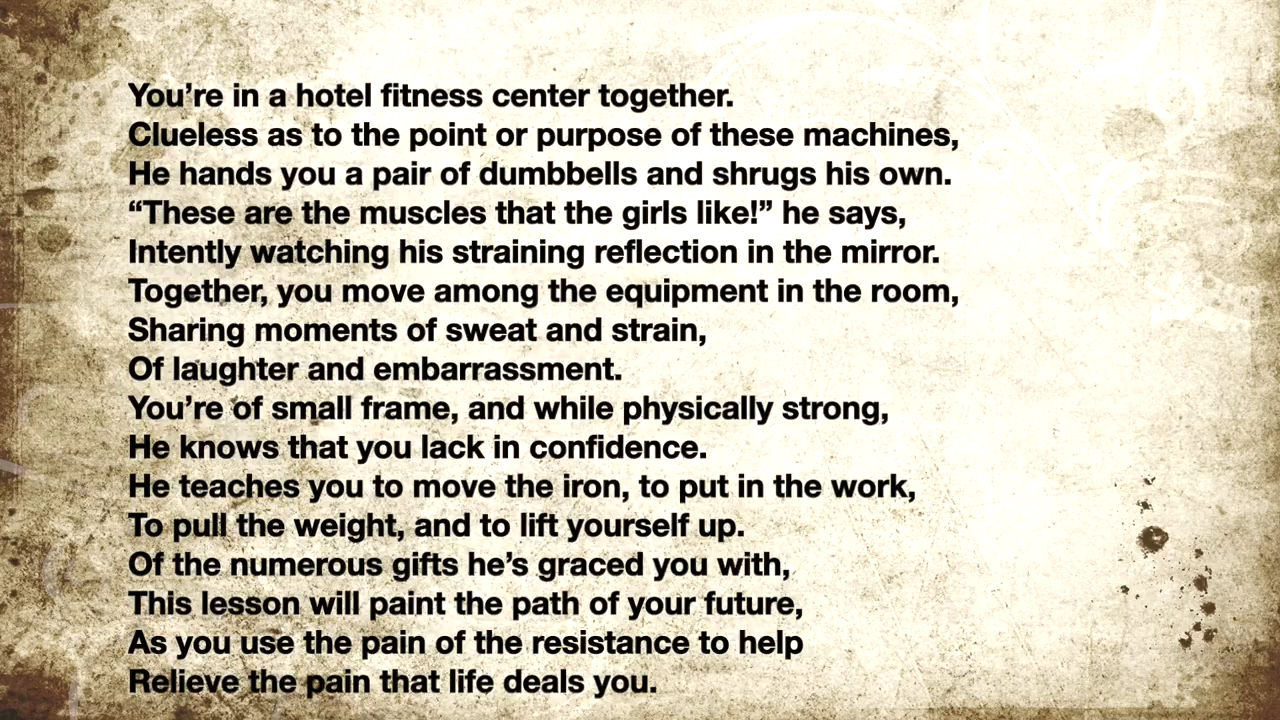 You’re in a hotel fitness center together.
Clueless as to the point or purpose of these machines,
He hands you a pair of dumbbells and shrugs his own.
“These are the muscles that the girls like!” he says,
Intently watching his straining reflection in the mirror.
Together, you move among the equipment in the room,
Sharing moments of sweat and strain,
Of laughter and embarrassment.
You’re of small frame, and while physically strong,
He knows that you lack in confidence.
He teaches you to move the iron, to put in the work,
To pull the weight, and to lift yourself up.
Of the numerous gifts he’s graced you with,
This lesson will paint the path of your future,
As you use the pain of the resistance to help
Relieve the pain that life deals you.